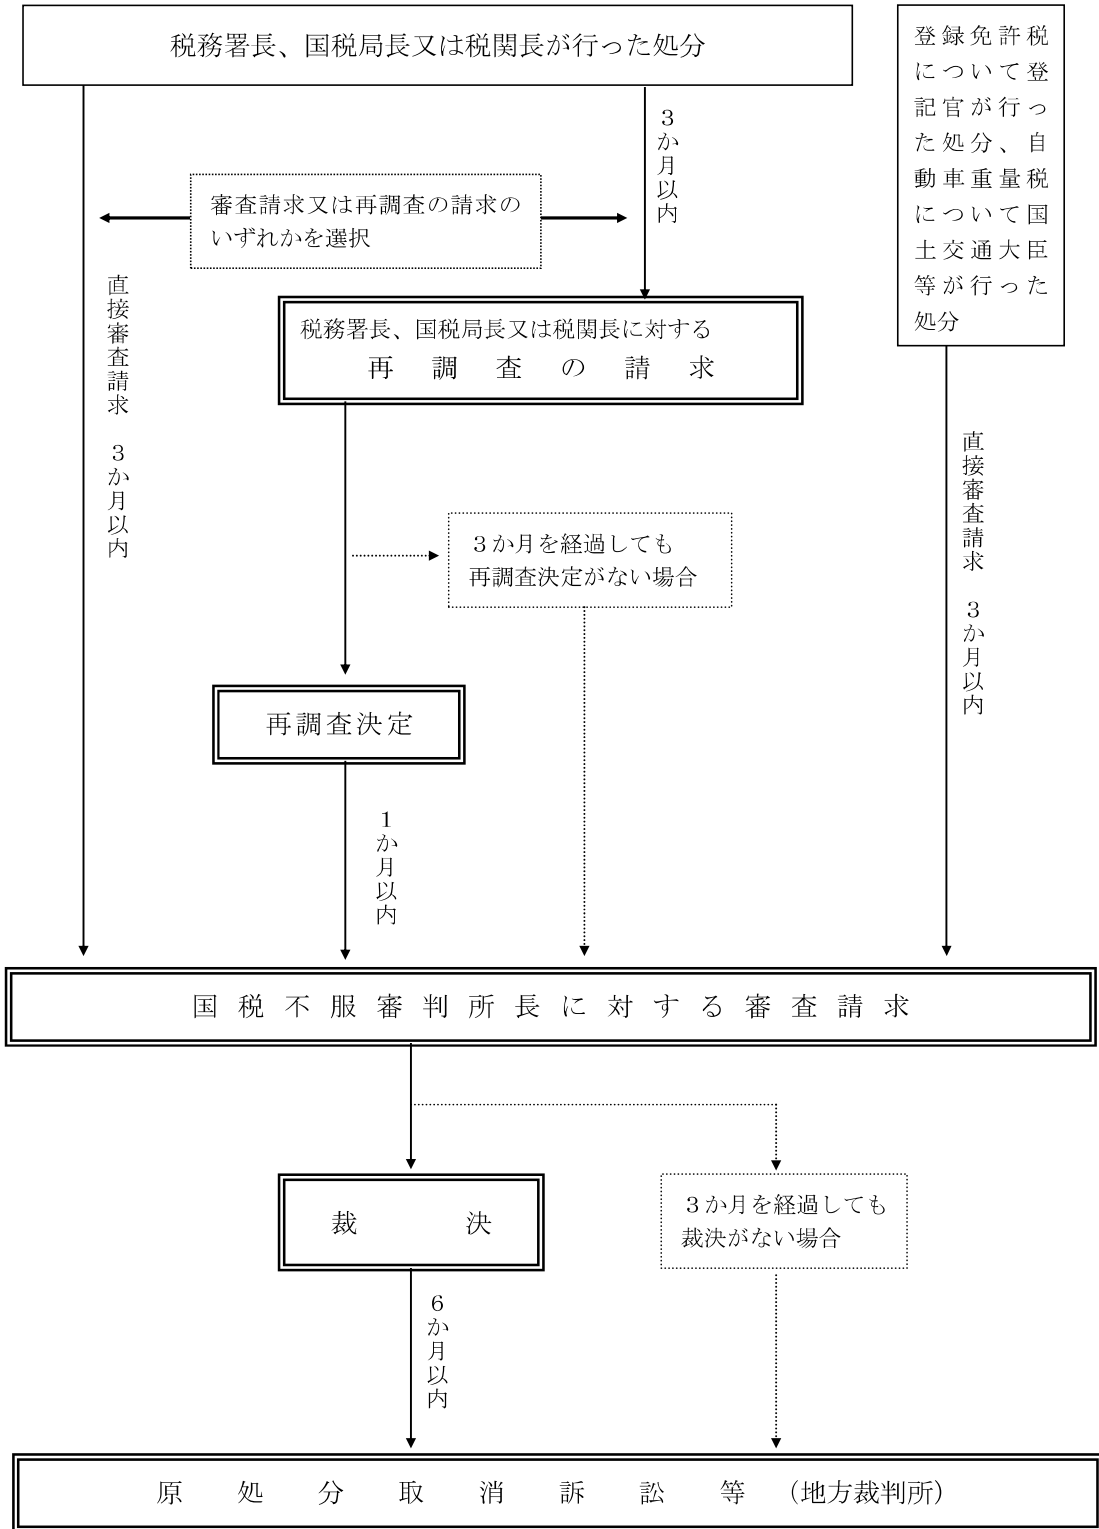 税務署長、国税局長又は税関長が行った処分
登録免許税
について登
記官が行っ
た処分、自
動車重量税
について国
土交通大臣
等が行った
処分
３か月以内
審査請求又は再調査の請求の
いずれかを選択
直接審査請求　３か月以内
税務署長、国税局長又は税関長に対する
再調査の請求
直接審査請求　３か月以内
３か月を経過しても
再調査決定がない場合
再調査決定
１か月以内
国税不服審判所長に対する審査請求
裁決
３か月を経過しても
裁決がない場合
６か月以内
原処分取消訴訟等（地方裁判所）